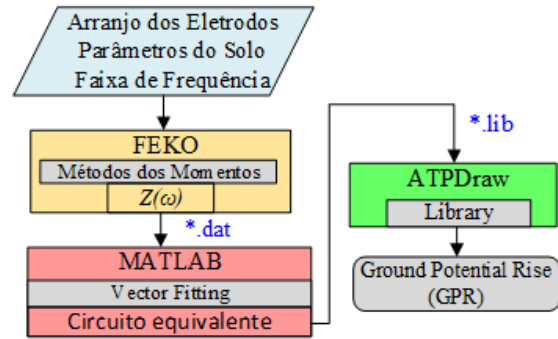 Arranjo dos Eletrodos
Parâmetros do Solo
Faixa de Frequência
FEKO
Métodos dos Momentos
Z(ω)
*.dat
MATLAB
Vector Fitting
Circuito equivalente
*.lib
ATPDraw
Library
Ground Potential Rise
(GPR)